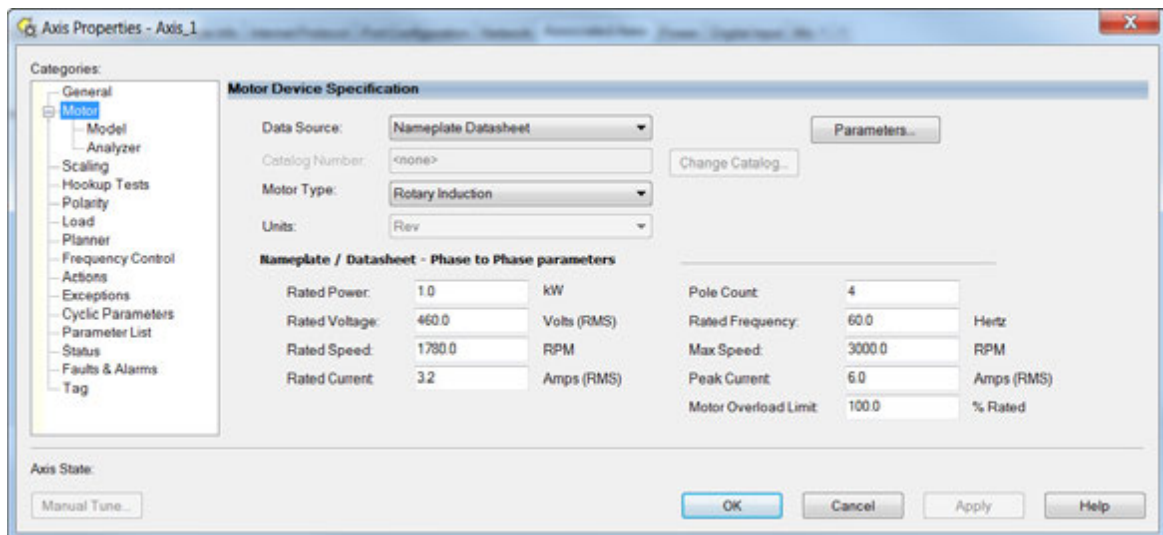 Axis Properties - Axis_1
Categories:
General
Motor
Model
Analyzer
Scaling
Hookup Tests
Polarity
Load
Planner
Frequency Control
Actions
Exceptions
Cyclic Parameters
Parameter List
Status
Faults & Alarms
Tag
Motor Device Specification
Data Source: Nameplate Datasheet Parameters...
Catalog Number: <none> Change Catalog...
Motor Type: Rotary Induction
Units: Rev
Nameplate / Datasheet - Phase to Phase parameters
Rated Power: 1.0 kW Pole Count: 4
Rated Voltage: 460.0 Volts (RMS) Rated Frequency: 60.0 Hertz
Rated Speed: 1780.0 RPM Max Speed: 3000.0 RPM
Rated Current: 3.2 Amps (RMS) Peak Current: 6.0 Amps (RMS)
Motor Overload Limit: 100.0 % Rated
Axis State:
Manual Tune... OK Cancel Apply Help